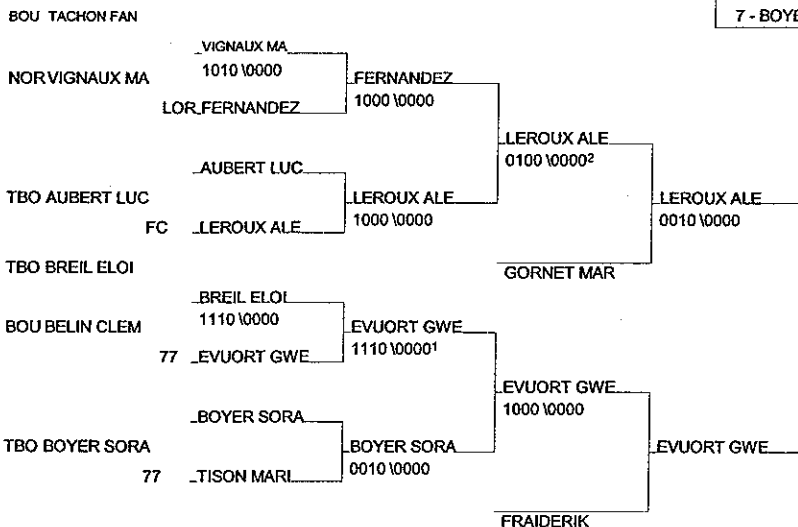 BOU TACHON FAN
7 - BOYE
VIGNAUX MA
1010 \0000
NOR VIGNAUX MA
FERNANDEZ
1000 \0000
LOR FERNANDEZ
LEROUX ALE
0100 \0000²
AUBERT LUC
TBO AUBERT LUC
LEROUX ALE
1000 \0000
LEROUX ALE
0010 \0000
FC LEROUX ALE
TBO BREIL ELOI
GORNET MAR
BREIL ELOI
1110 \0000
BOU BELIN CLEM
EVUORT GWE
1110 \0000¹
77 EVUORT GWE
EVUORT GWE
1000 \0000
BOYER SORA
TBO BOYER SORA
BOYER SORA
0010 \0000
EVUORT GWE
77 TISON MARI
FRAIDERIK